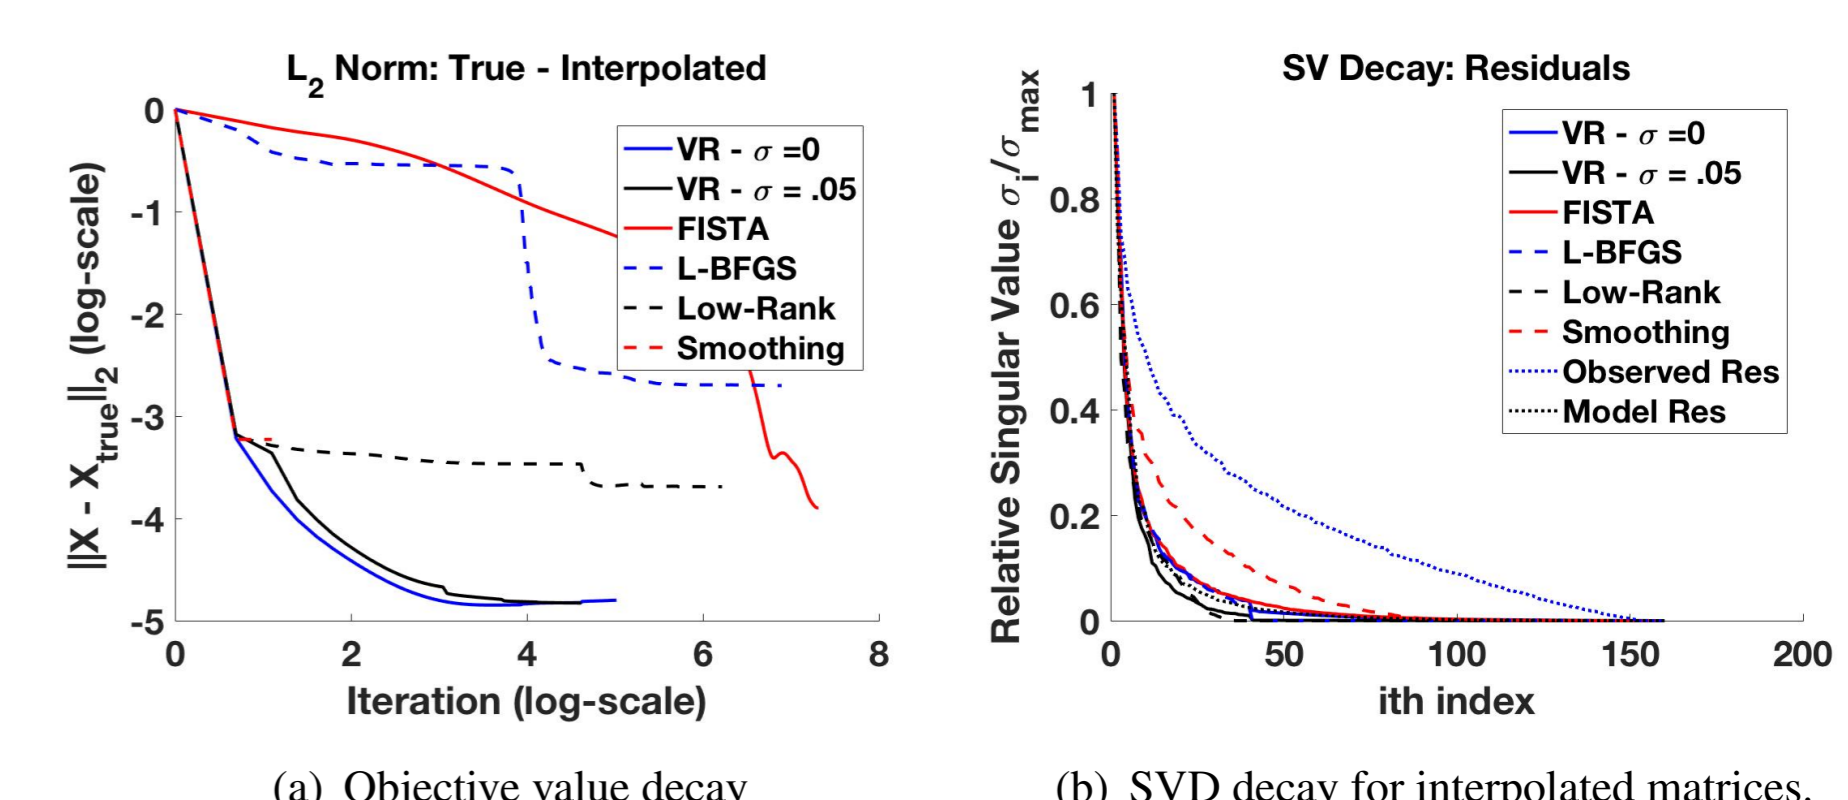 L2 Norm: True - Interpolated
||X - Xtrue||2 (log-scale)
0
-1
-2
-3
-4
-5
0 2 4 6 8
Iteration (log-scale)
VR - σ =0
VR - σ = .05
FISTA
L-BFGS
Low-Rank
Smoothing
(a) Objective value decay
SV Decay: Residuals
Relative Singular Value σi/σmax
1
0.8
0.6
0.4
0.2
0
0 50 100 150 200
ith index
VR - σ =0
VR - σ = .05
FISTA
L-BFGS
Low-Rank
Smoothing
Observed Res
Model Res
(b) SVD decay for interpolated matrices.